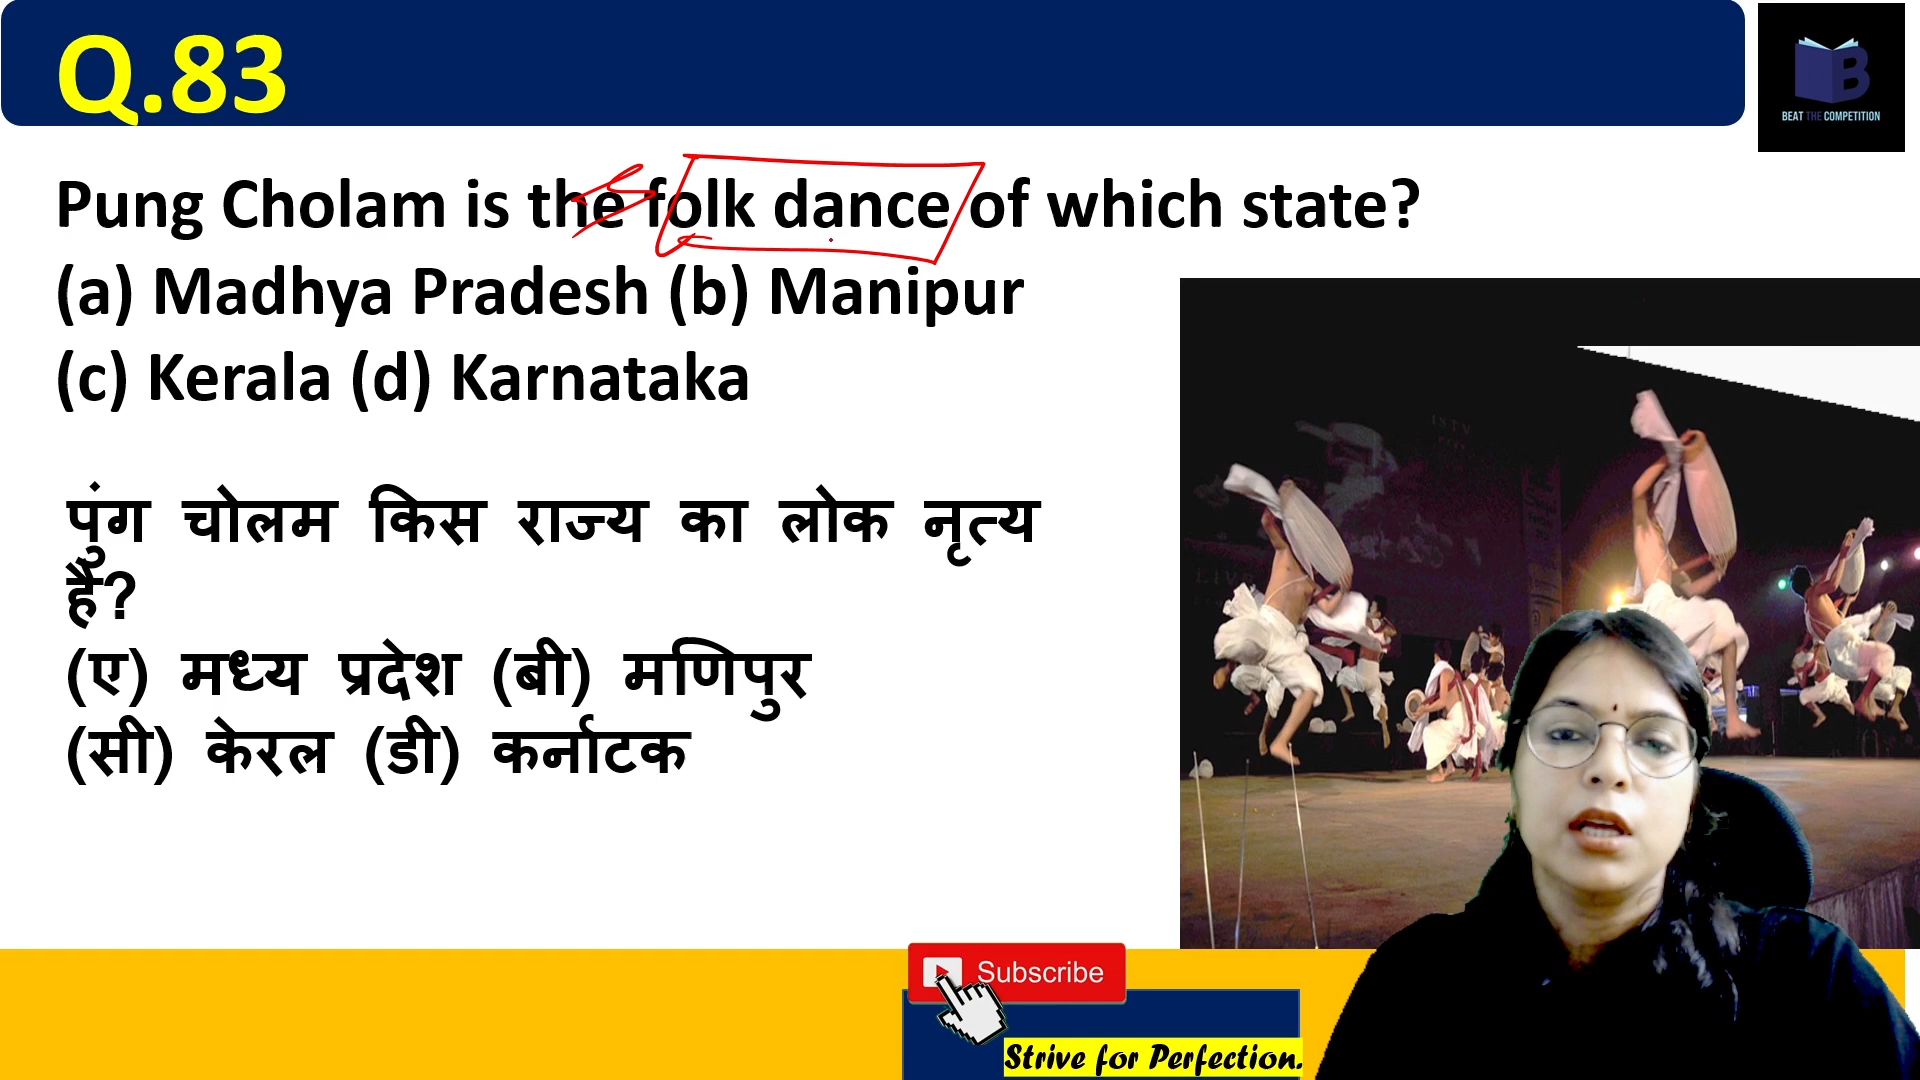 Q.83
BEAT THE COMPETITION
Pung Cholam is the folk dance of which state?
(a) Madhya Pradesh (b) Manipur
(c) Kerala (d) Karnataka
पुंग चोलम किस राज्य का लोक नृत्य
है?
(ए) मध्य प्रदेश (बी) मणिपुर
(सी) केरल (डी) कर्नाटक
Subscribe
Strive for Perfection.